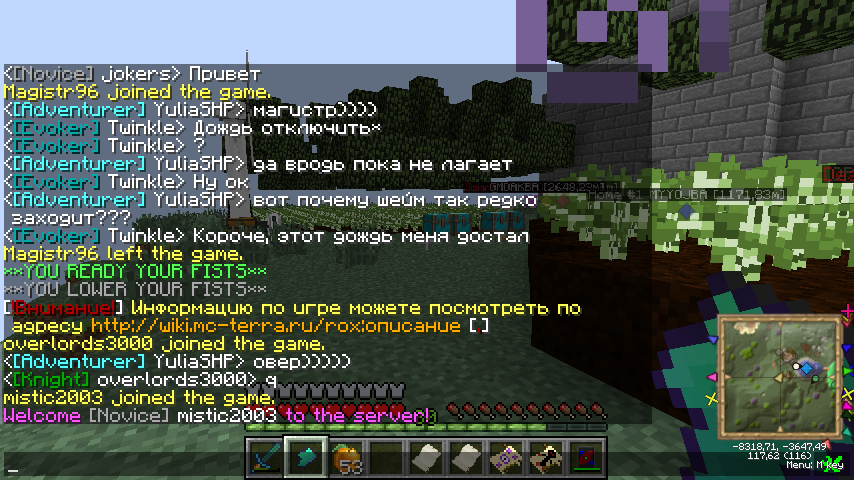 <[Novice] jokers> Привет
Magistr96 joined the game.
<[Adventurer] YuliaSHP> магистр))))
<[Evoker] Twinkle> Дождь отключить*
<[Evoker] Twinkle> ?
<[Adventurer] YuliaSHP> да вродь пока не лагает
<[Evoker] Twinkle> Ну ок
<[Adventurer] YuliaSHP> вот почему шейм так редко
заходит???
<[Evoker] Twinkle> Короче, этот дождь меня достал
Magistr96 left the game.
**YOU READY YOUR FISTS**
**YOU LOWER YOUR FISTS**
[Внимание!] Информацию по игре можете посмотреть по
адресу http://wiki.mc-terra.ru/rox:описание [.]
overlords3000 joined the game.
<[Adventurer] YuliaSHP> овер)))))
<[Knight] overlords3000> q
mistic2003 joined the game.
Welcome [Novice] mistic2003 to the server!
53
-8318,71, -3647,49
117,62 (116)
Menu: M key
_